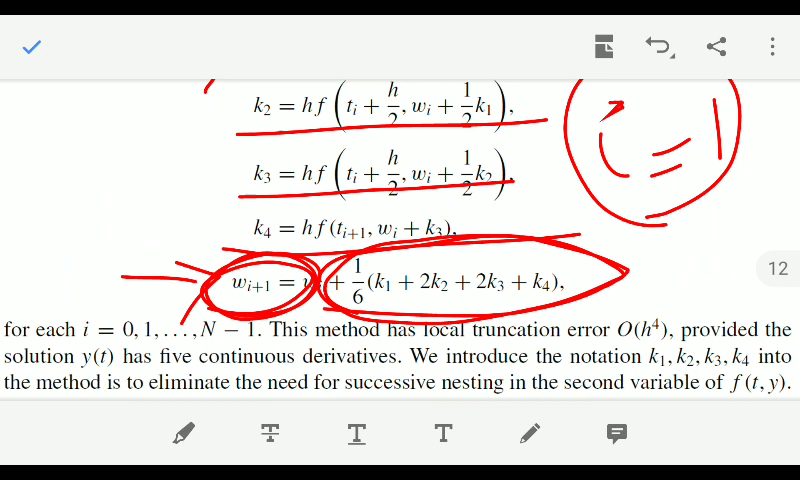 k₂ = hf(tᵢ + h/2, wᵢ + 1/2 k₁),
k₃ = hf(tᵢ + h/2, wᵢ + 1/2 k₂),
k₄ = hf(tᵢ₊₁, wᵢ + k₃),
wᵢ₊₁ = wᵢ + 1/6 (k₁ + 2k₂ + 2k₃ + k₄),
i = 1
12
for each i = 0, 1, . . . , N − 1. This method has local truncation error O(h⁴), provided the
solution y(t) has five continuous derivatives. We introduce the notation k₁, k₂, k₃, k₄ into
the method is to eliminate the need for successive nesting in the second variable of f(t, y).